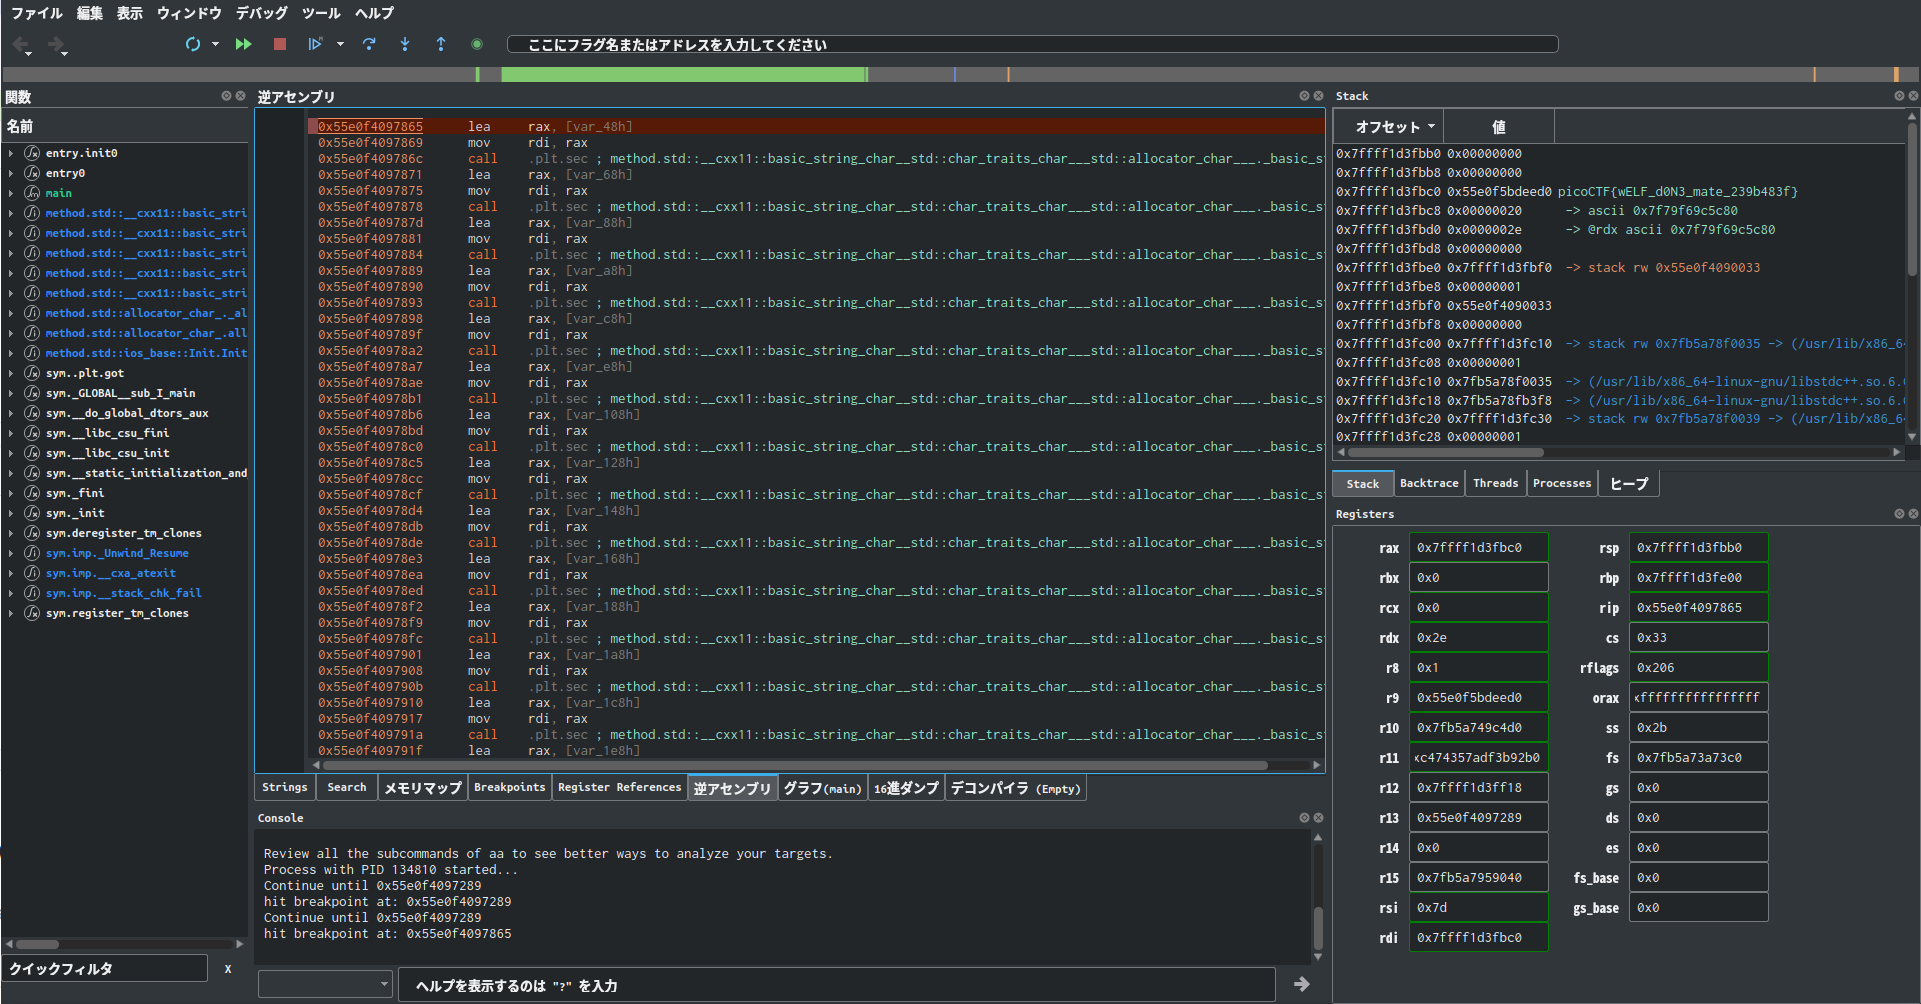 ファイル 編集 表示 ウィンドウ デバッグ ツール ヘルプ
ここにフラグ名またはアドレスを入力してください
関数
名前
entry.init0
entry0
main
method.std::__cxx11::basic_stri
method.std::__cxx11::basic_stri
method.std::__cxx11::basic_stri
method.std::__cxx11::basic_stri
method.std::__cxx11::basic_stri
method.std::allocator_char_._al
method.std::allocator_char_.all
method.std::ios_base::Init.Init
sym..plt.got
sym._GLOBAL__sub_I_main
sym.__do_global_dtors_aux
sym.__libc_csu_fini
sym.__libc_csu_init
sym.__static_initialization_and
sym._fini
sym._init
sym.deregister_tm_clones
sym.imp._Unwind_Resume
sym.imp.__cxa_atexit
sym.imp.__stack_chk_fail
sym.register_tm_clones
クイックフィルタ X
逆アセンブリ
0x55e0f4097865 lea rax, [var_48h]
0x55e0f4097869 mov rdi, rax
0x55e0f409786c call .plt.sec ; method.std::__cxx11::basic_string_char__std::char_traits_char___std::allocator_char___._basic_st
0x55e0f4097871 lea rax, [var_68h]
0x55e0f4097875 mov rdi, rax
0x55e0f4097878 call .plt.sec ; method.std::__cxx11::basic_string_char__std::char_traits_char___std::allocator_char___._basic_st
0x55e0f409787d lea rax, [var_88h]
0x55e0f4097881 mov rdi, rax
0x55e0f4097884 call .plt.sec ; method.std::__cxx11::basic_string_char__std::char_traits_char___std::allocator_char___._basic_st
0x55e0f4097889 lea rax, [var_a8h]
0x55e0f4097890 mov rdi, rax
0x55e0f4097893 call .plt.sec ; method.std::__cxx11::basic_string_char__std::char_traits_char___std::allocator_char___._basic_st
0x55e0f4097898 lea rax, [var_c8h]
0x55e0f409789f mov rdi, rax
0x55e0f40978a2 call .plt.sec ; method.std::__cxx11::basic_string_char__std::char_traits_char___std::allocator_char___._basic_st
0x55e0f40978a7 lea rax, [var_e8h]
0x55e0f40978ae mov rdi, rax
0x55e0f40978b1 call .plt.sec ; method.std::__cxx11::basic_string_char__std::char_traits_char___std::allocator_char___._basic_st
0x55e0f40978b6 lea rax, [var_108h]
0x55e0f40978bd mov rdi, rax
0x55e0f40978c0 call .plt.sec ; method.std::__cxx11::basic_string_char__std::char_traits_char___std::allocator_char___._basic_st
0x55e0f40978c5 lea rax, [var_128h]
0x55e0f40978cc mov rdi, rax
0x55e0f40978cf call .plt.sec ; method.std::__cxx11::basic_string_char__std::char_traits_char___std::allocator_char___._basic_st
0x55e0f40978d4 lea rax, [var_148h]
0x55e0f40978db mov rdi, rax
0x55e0f40978de call .plt.sec ; method.std::__cxx11::basic_string_char__std::char_traits_char___std::allocator_char___._basic_st
0x55e0f40978e3 lea rax, [var_168h]
0x55e0f40978ea mov rdi, rax
0x55e0f40978ed call .plt.sec ; method.std::__cxx11::basic_string_char__std::char_traits_char___std::allocator_char___._basic_st
0x55e0f40978f2 lea rax, [var_188h]
0x55e0f40978f9 mov rdi, rax
0x55e0f40978fc call .plt.sec ; method.std::__cxx11::basic_string_char__std::char_traits_char___std::allocator_char___._basic_st
0x55e0f4097901 lea rax, [var_1a8h]
0x55e0f4097908 mov rdi, rax
0x55e0f409790b call .plt.sec ; method.std::__cxx11::basic_string_char__std::char_traits_char___std::allocator_char___._basic_st
0x55e0f4097910 lea rax, [var_1c8h]
0x55e0f4097917 mov rdi, rax
0x55e0f409791a call .plt.sec ; method.std::__cxx11::basic_string_char__std::char_traits_char___std::allocator_char___._basic_st
0x55e0f409791f lea rax, [var_1e8h]
Strings Search メモリマップ Breakpoints Register References 逆アセンブリ グラフ(main) 16進ダンプ デコンパイラ (Empty)
Console
Review all the subcommands of aa to see better ways to analyze your targets.
Process with PID 134810 started...
Continue until 0x55e0f4097289
hit breakpoint at: 0x55e0f4097289
Continue until 0x55e0f4097289
hit breakpoint at: 0x55e0f4097865
ヘルプを表示するのは "?" を入力
Stack
オフセット 値
0x7ffff1d3fbb0 0x00000000
0x7ffff1d3fbb8 0x00000000
0x7ffff1d3fbc0 0x55e0f5bdeed0 picoCTF{wELF_d0N3_mate_239b483f}
0x7ffff1d3fbc8 0x00000020 -> ascii 0x7f79f69c5c80
0x7ffff1d3fbd0 0x0000002e -> @rdx ascii 0x7f79f69c5c80
0x7ffff1d3fbd8 0x00000000
0x7ffff1d3fbe0 0x7ffff1d3fbf0 -> stack rw 0x55e0f4090033
0x7ffff1d3fbe8 0x00000001
0x7ffff1d3fbf0 0x55e0f4090033
0x7ffff1d3fbf8 0x00000000
0x7ffff1d3fc00 0x7ffff1d3fc10 -> stack rw 0x7fb5a78f0035 -> (/usr/lib/x86_64
0x7ffff1d3fc08 0x00000001
0x7ffff1d3fc10 0x7fb5a78f0035 -> (/usr/lib/x86_64-linux-gnu/libstdc++.so.6.0
0x7ffff1d3fc18 0x7fb5a78fb3f8 -> (/usr/lib/x86_64-linux-gnu/libstdc++.so.6.0
0x7ffff1d3fc20 0x7ffff1d3fc30 -> stack rw 0x7fb5a78f0039 -> (/usr/lib/x86_64
0x7ffff1d3fc28 0x00000001
Stack Backtrace Threads Processes ヒープ
Registers
rax 0x7ffff1d3fbc0 rsp 0x7ffff1d3fbb0
rbx 0x0 rbp 0x7ffff1d3fe00
rcx 0x0 rip 0x55e0f4097865
rdx 0x2e cs 0x33
r8 0x1 rflags 0x206
r9 0x55e0f5bdeed0 orax xffffffffffffffff
r10 0x7fb5a749c4d0 ss 0x2b
r11 xc474357adf3b92b0 fs 0x7fb5a73a73c0
r12 0x7ffff1d3ff18 gs 0x0
r13 0x55e0f4097289 ds 0x0
r14 0x0 es 0x0
r15 0x7fb5a7959040 fs_base 0x0
rsi 0x7d gs_base 0x0
rdi 0x7ffff1d3fbc0